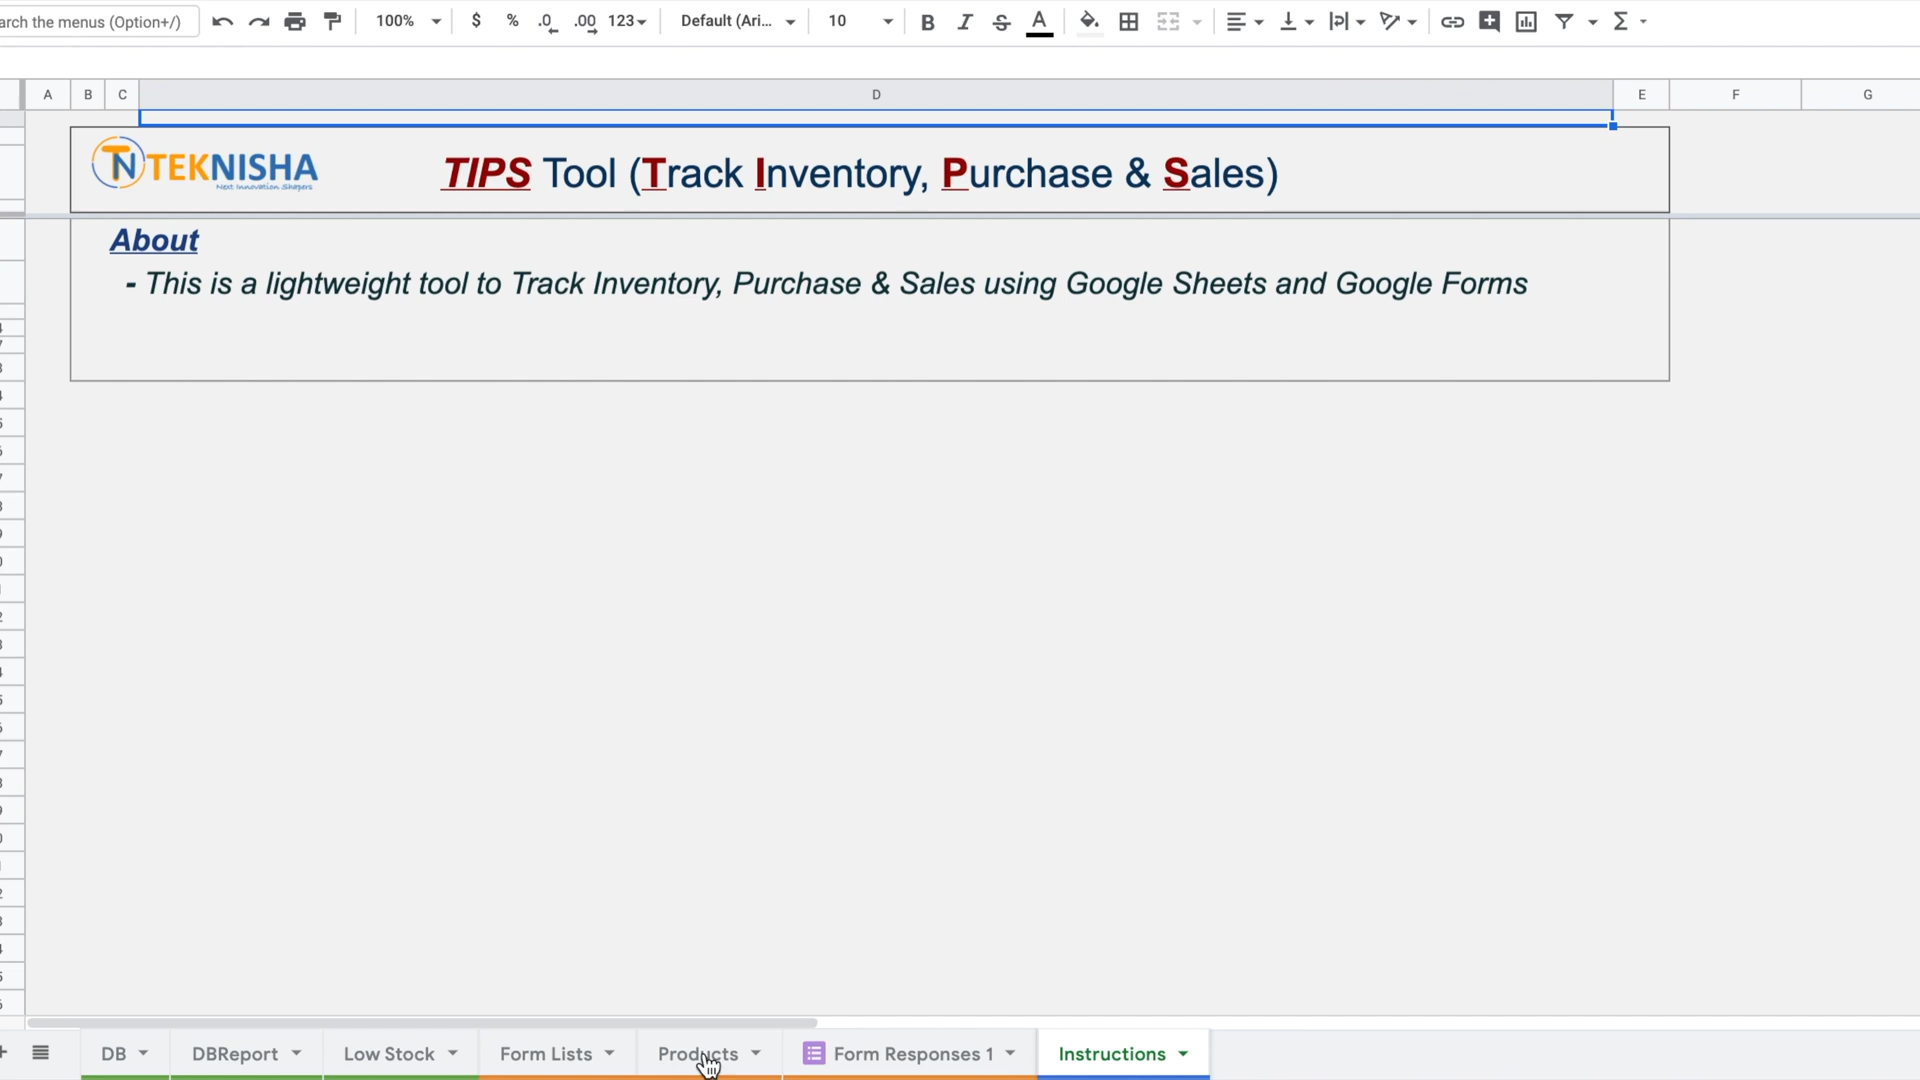 arch the menus (Option+/) 100% $ % .0 .00 123 Default (Ari... 10 B I S A
A B C D E F G
TN TEKNISHA
Next Innovation Shapers
TIPS Tool (Track Inventory, Purchase & Sales)
About
- This is a lightweight tool to Track Inventory, Purchase & Sales using Google Sheets and Google Forms
DB DBReport Low Stock Form Lists Products Form Responses 1 Instructions